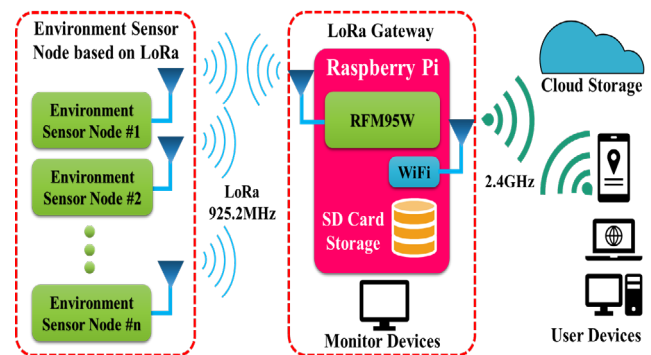 Environment Sensor
Node based on LoRa
Environment
Sensor Node #1
Environment
Sensor Node #2
Environment
Sensor Node #n
LoRa
925.2MHz
LoRa Gateway
Raspberry Pi
RFM95W
WiFi
SD Card
Storage
Monitor Devices
2.4GHz
Cloud Storage
User Devices